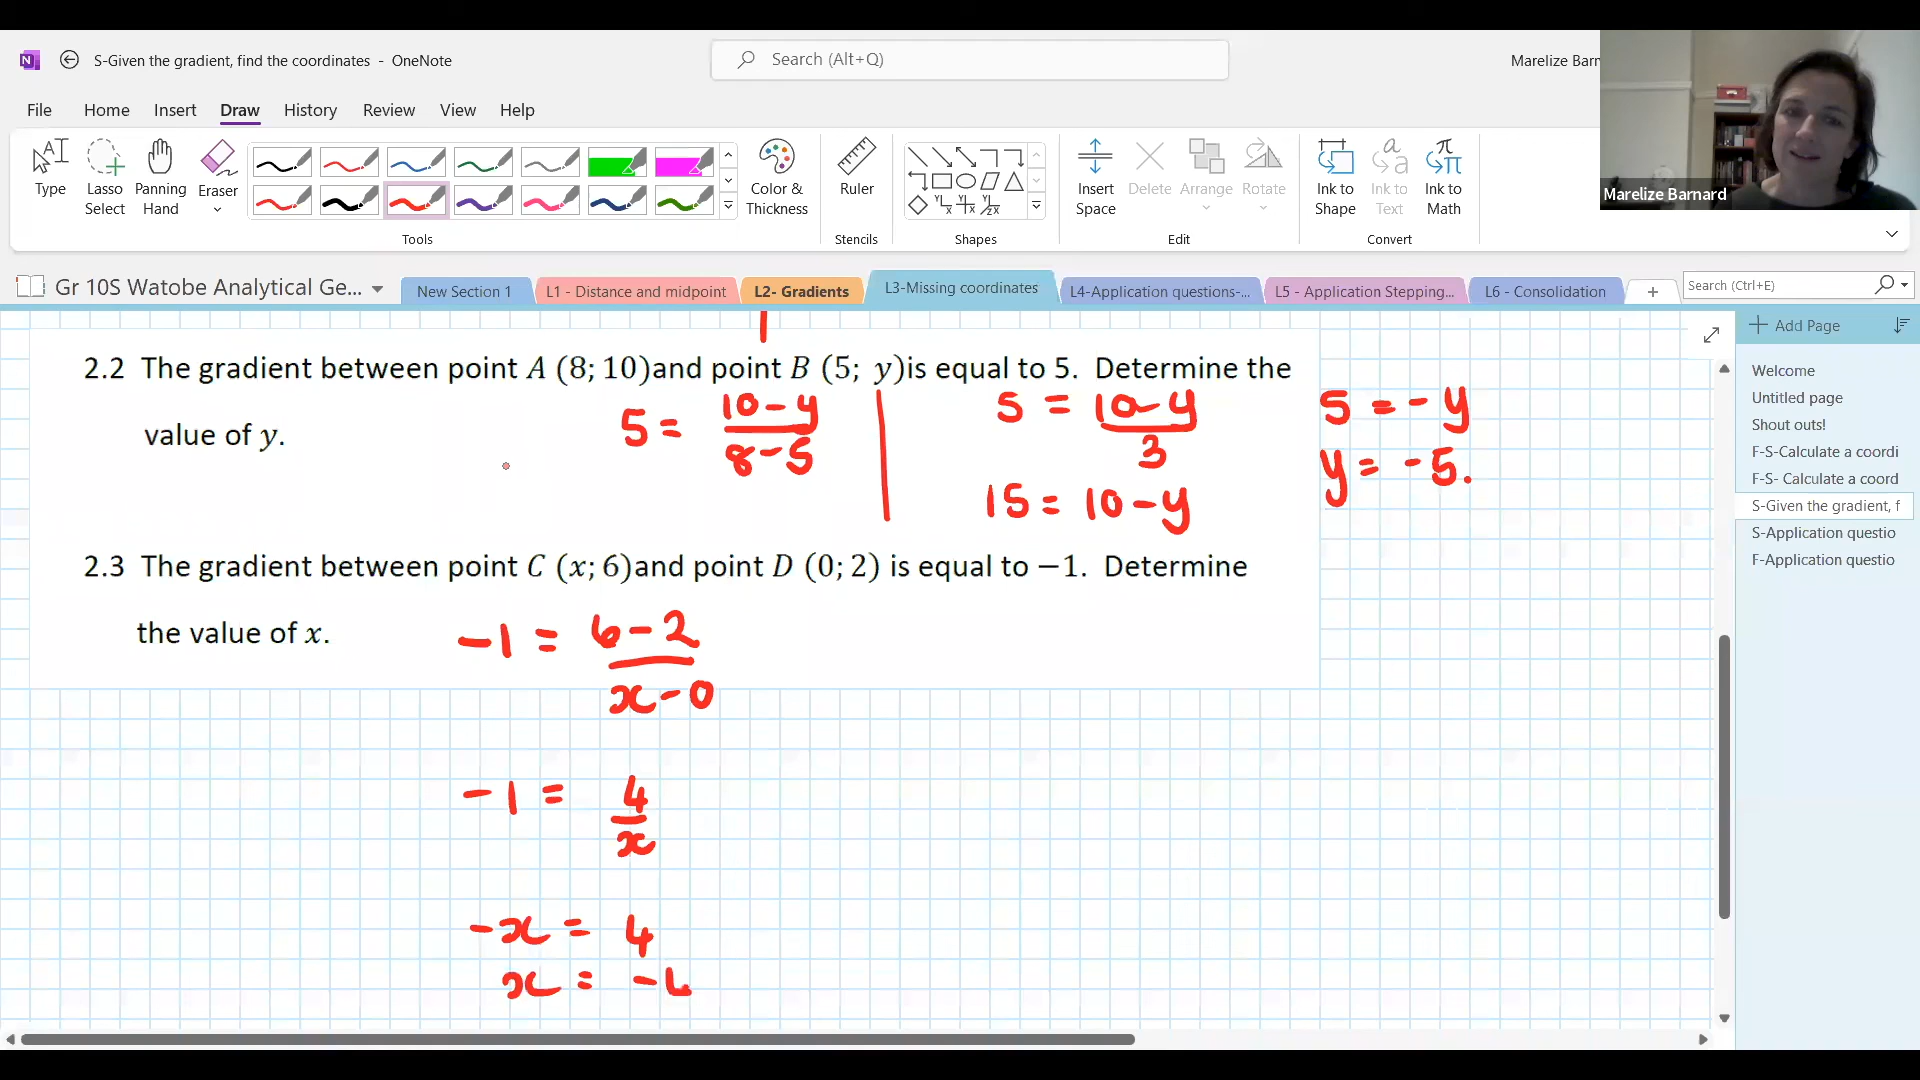 S-Given the gradient, find the coordinates - OneNote
Search (Alt+Q)
Marelize Barn
File Home Insert Draw History Review View Help
Type Lasso Select Panning Hand Eraser Color & Thickness Ruler Insert Space Delete Arrange Rotate Ink to Shape Ink to Text Ink to Math
Marelize Barnard
Tools Stencils Shapes Edit Convert
Gr 10S Watobe Analytical Ge... New Section 1 L1 - Distance and midpoint L2- Gradients L3-Missing coordinates L4-Application questions-... L5 - Application Stepping... L6 - Consolidation + Search (Ctrl+E)
2.2 The gradient between point A (8; 10)and point B (5; y)is equal to 5. Determine the
value of y.
5 = 10-y / 8-5
5 = 10-y / 3
15 = 10-y
5 = -y
y = -5.
2.3 The gradient between point C (x; 6)and point D (0; 2) is equal to −1. Determine
the value of x.
-1 = 6-2 / x-0
-1 = 4 / x
-x = 4
x = -4
Add Page
Welcome
Untitled page
Shout outs!
F-S-Calculate a coordi
F-S- Calculate a coord
S-Given the gradient, f
S-Application questio
F-Application questio